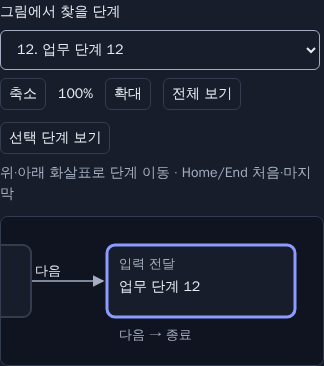 그림에서 찾을 단계
12. 업무 단계 12
축소 100% 확대 전체 보기
선택 단계 보기
위·아래 화살표로 단계 이동 · Home/End 처음·마지
막
다음
입력 전달
업무 단계 12
다음 → 종료